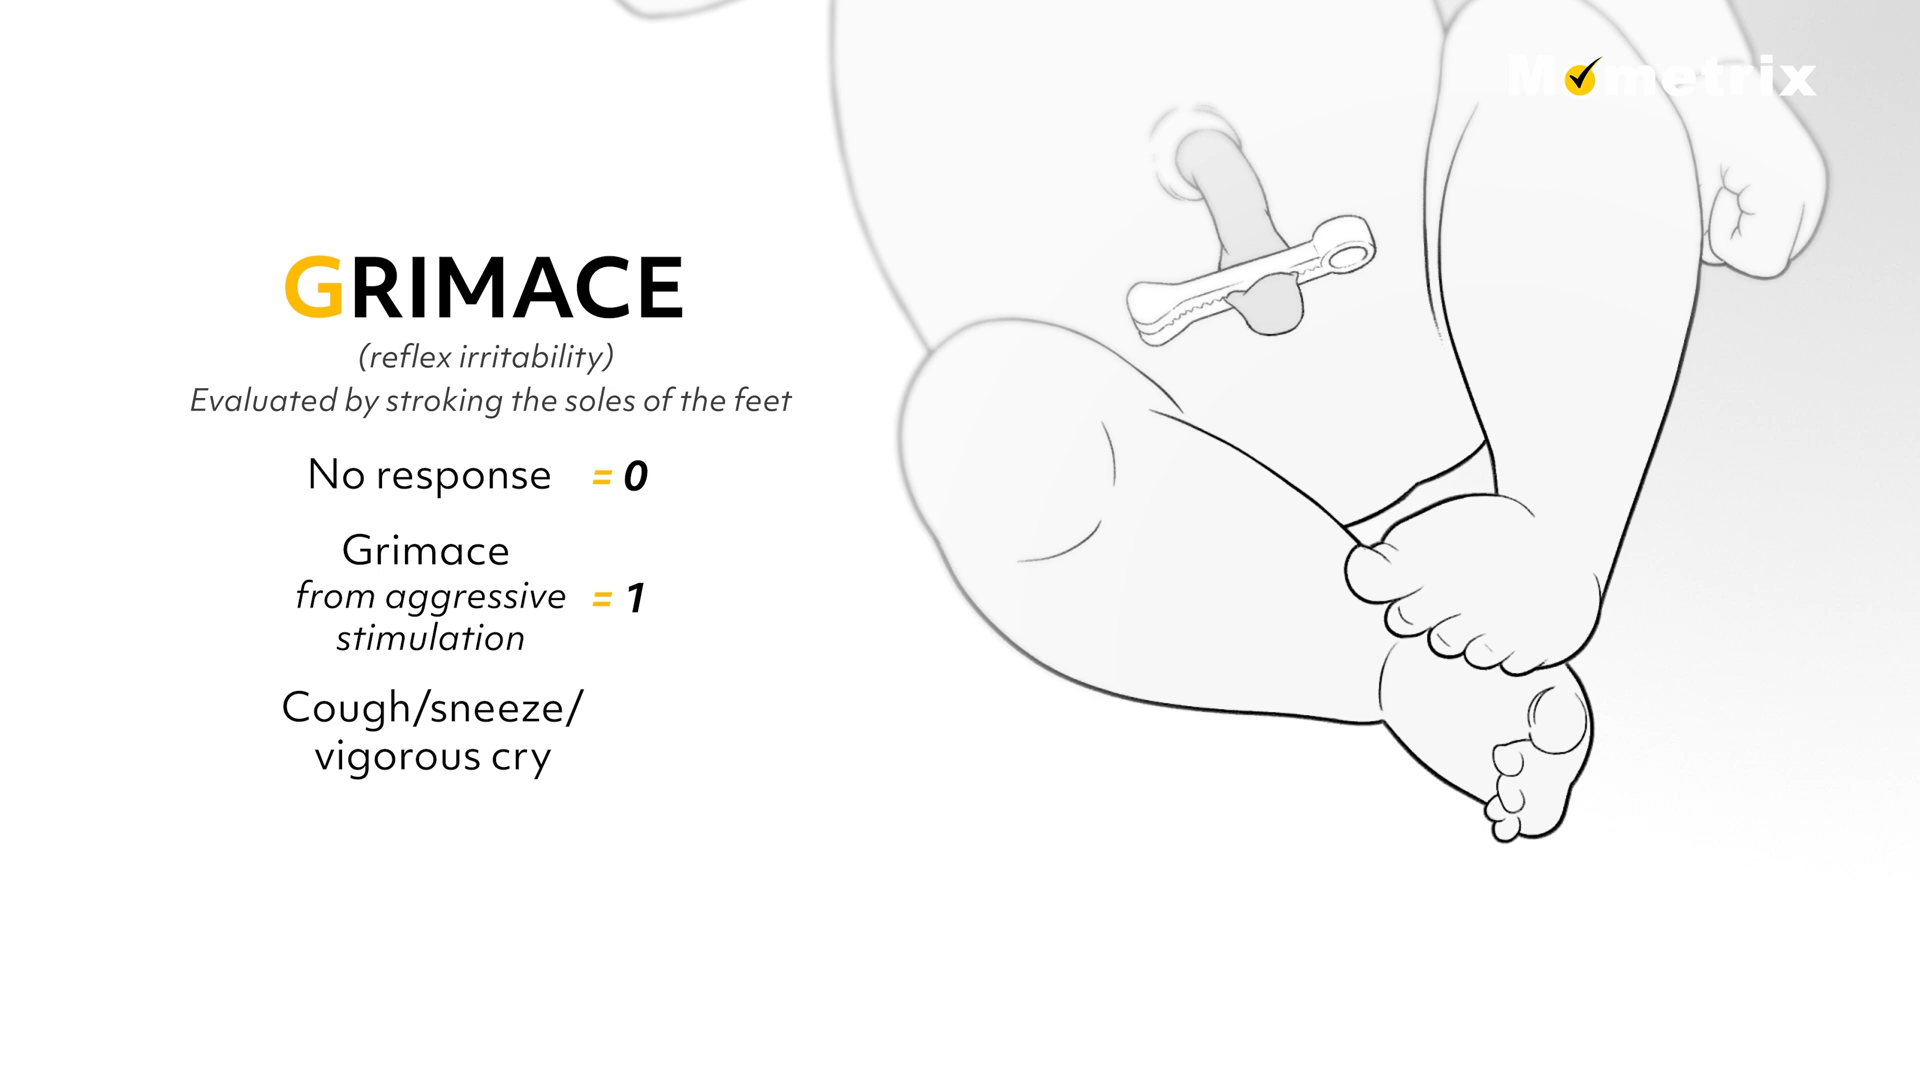 Mometrix
GRIMACE
(reflex irritability)
Evaluated by stroking the soles of the feet
No response = 0
Grimace
from aggressive = 1
stimulation
Cough/sneeze/
vigorous cry